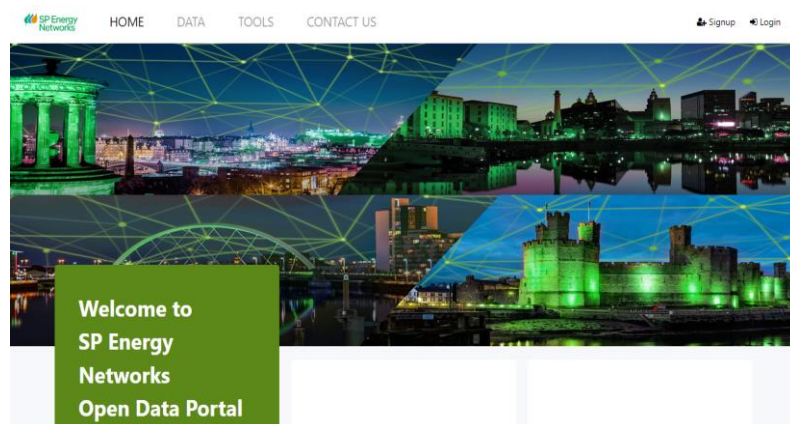 SP Energy
Networks
HOME
DATA
TOOLS
CONTACT US
Signup
Login
Welcome to
SP Energy
Networks
Open Data Portal